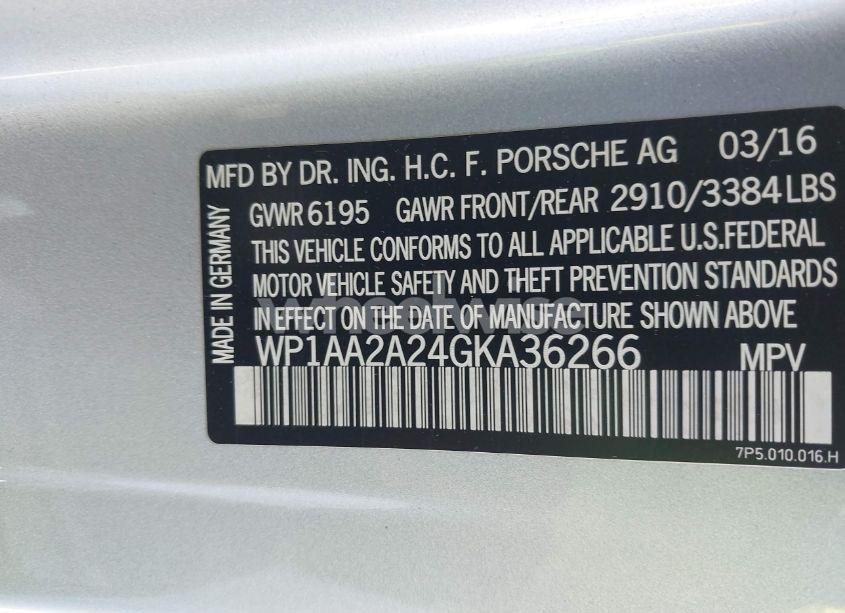 MFD BY DR. ING. H.C. F. PORSCHE AG 03/16
GVWR 6195 GAWR FRONT/REAR 2910/3384 LBS
THIS VEHICLE CONFORMS TO ALL APPLICABLE U.S.FEDERAL
MOTOR VEHICLE SAFETY AND THEFT PREVENTION STANDARDS
IN EFFECT ON THE DATE OF MANUFACTURE SHOWN ABOVE
WP1AA2A24GKA36266 MPV
7P5.010.016.H
MADE IN GERMANY
wheelwise